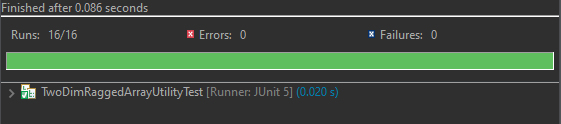 Finished after 0.086 seconds
Runs: 16/16 Errors: 0 Failures: 0
TwoDimRaggedArrayUtilityTest [Runner: JUnit 5] (0.020 s)